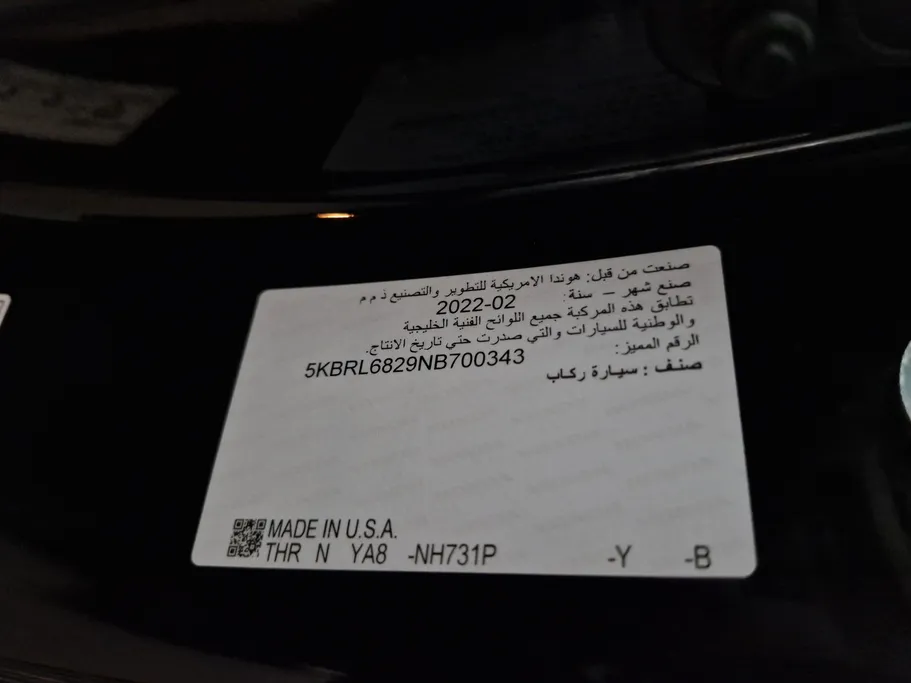 صنعت من قبل: هوندا الامريكية للتطوير والتصنيع ذ م م
صنع شهر – سنة: 2022-02
تطابق هذه المركبة جميع اللوائح الفنية الخليجية
والوطنية للسيارات والتي صدرت حتي تاريخ الانتاج.
الرقم المميز: 5KBRL6829NB700343
صنف : سيارة ركاب
MADE IN U.S.A.
THR N YA8 -NH731P -Y -B